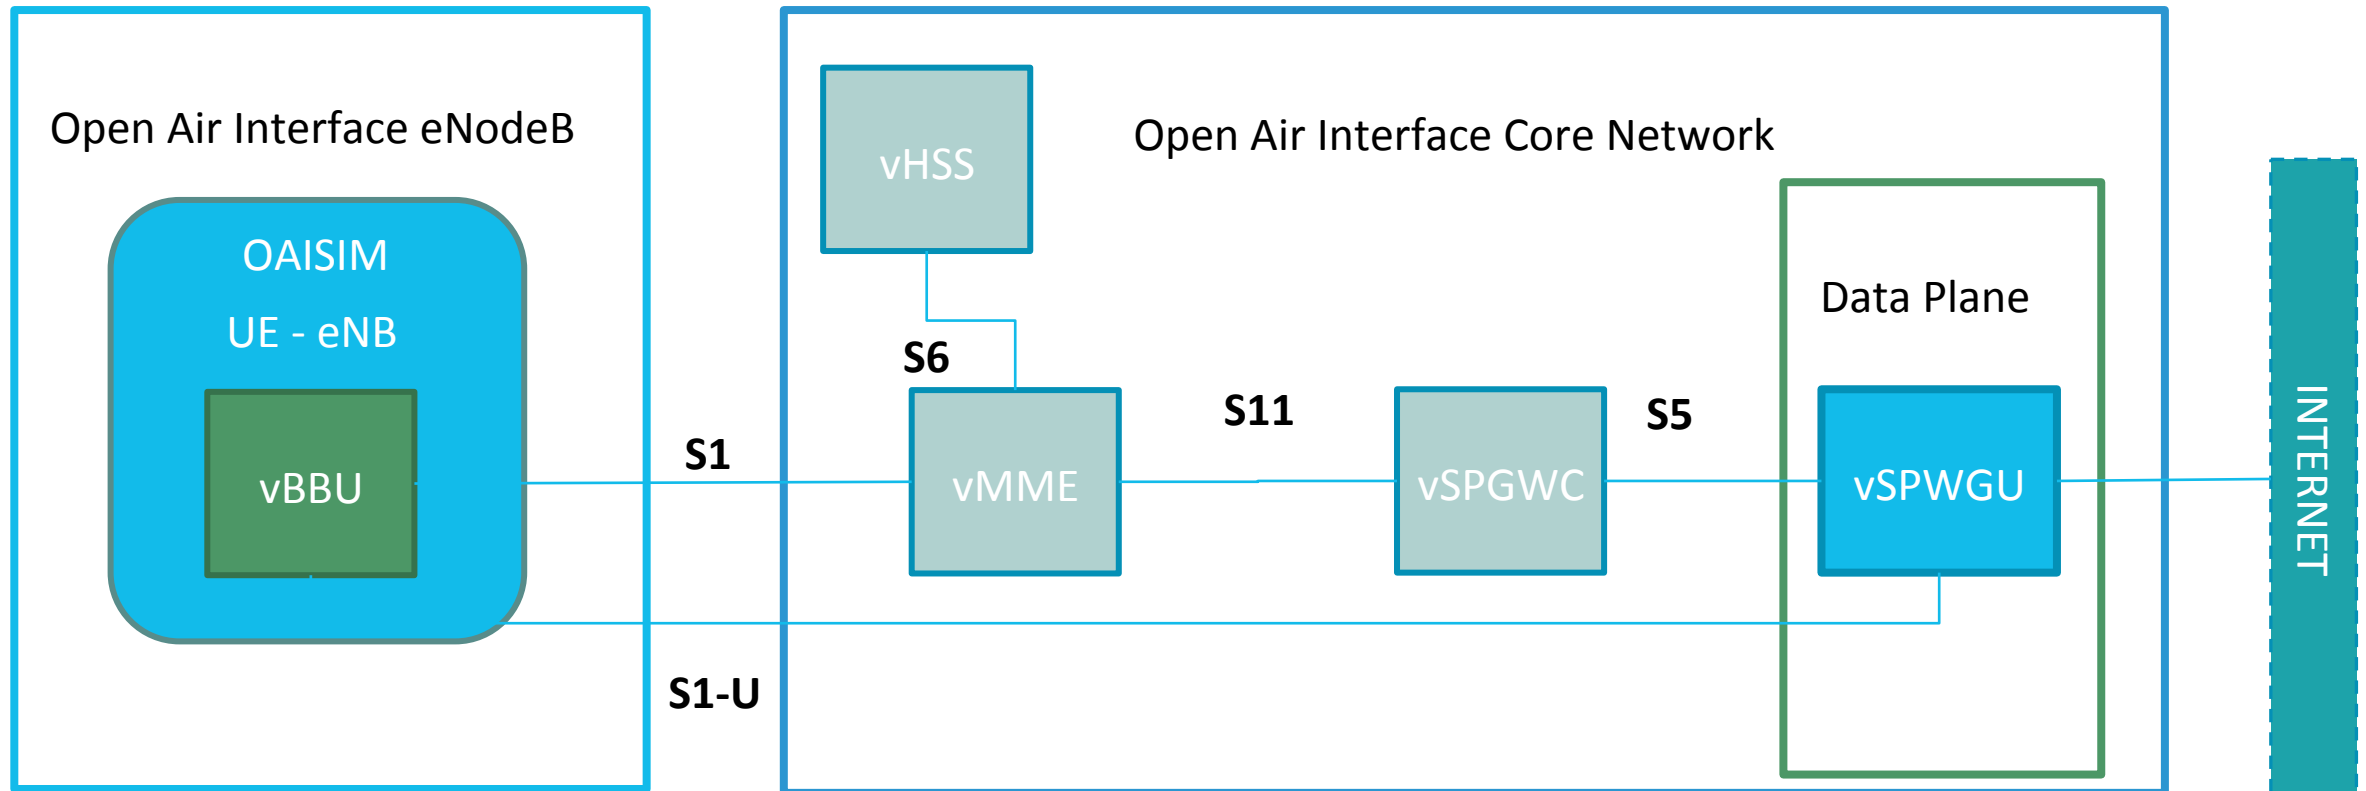 Open Air Interface eNodeB
OAISIM
UE - eNB
vBBU
S1
S1-U
Open Air Interface Core Network
vHSS
S6
vMME
S11
vSPGWC
S5
Data Plane
vSPWGU
INTERNET